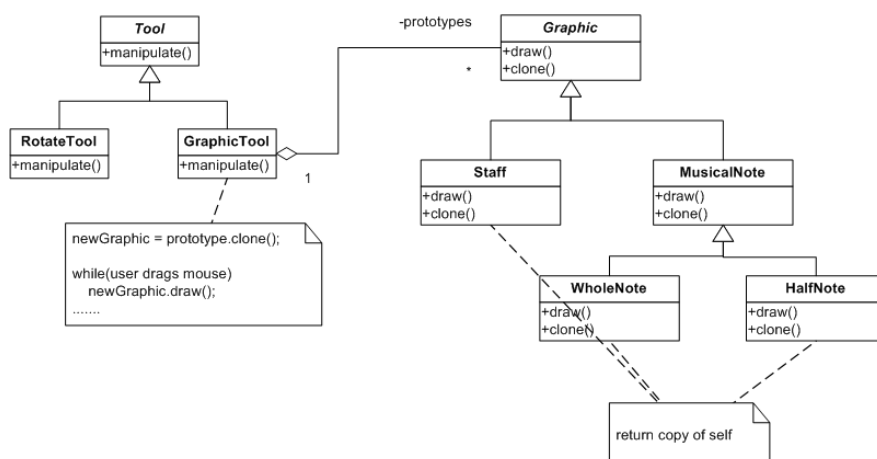 Tool
+manipulate()
RotateTool
+manipulate()
GraphicTool
+manipulate()
1
-prototypes
*
Graphic
+draw()
+clone()
Staff
+draw()
+clone()
MusicalNote
+draw()
+clone()
WholeNote
+draw()
+clone()
HalfNote
+draw()
+clone()
newGraphic = prototype.clone();
while(user drags mouse)
newGraphic.draw();
.......
return copy of self